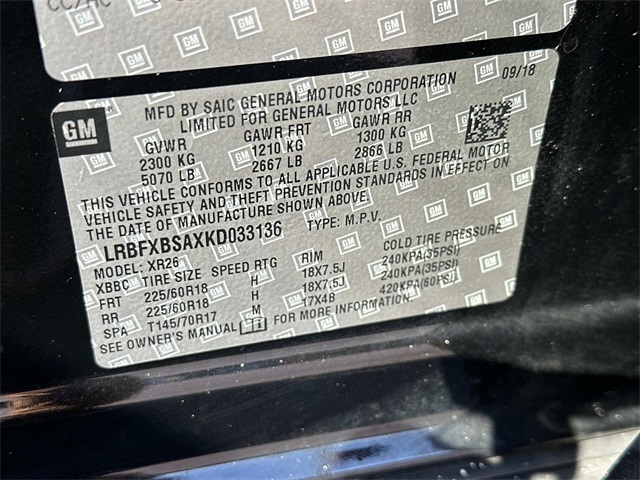 GM
MFD BY SAIC GENERAL MOTORS CORPORATION 09/18
LIMITED FOR GENERAL MOTORS LLC
GVWR GAWR FRT GAWR RR
2300 KG 1210 KG 1300 KG
5070 LB 2667 LB 2866 LB
THIS VEHICLE CONFORMS TO ALL APPLICABLE U.S. FEDERAL MOTOR
VEHICLE SAFETY AND THEFT PREVENTION STANDARDS IN EFFECT ON
THE DATE OF MANUFACTURE SHOWN ABOVE.
LRBFXBSAXKD033136 TYPE: M.P.V.
MODEL: XR26
XBBC TIRE SIZE SPEED RTG RIM COLD TIRE PRESSURE
FRT 225/60R18 H 18X7.5J 240KPA(35PSI)
RR 225/60R18 H 18X7.5J 240KPA(35PSI)
SPA T145/70R17 M 17X4B 420KPA(60PSI)
SEE OWNER'S MANUAL FOR MORE INFORMATION